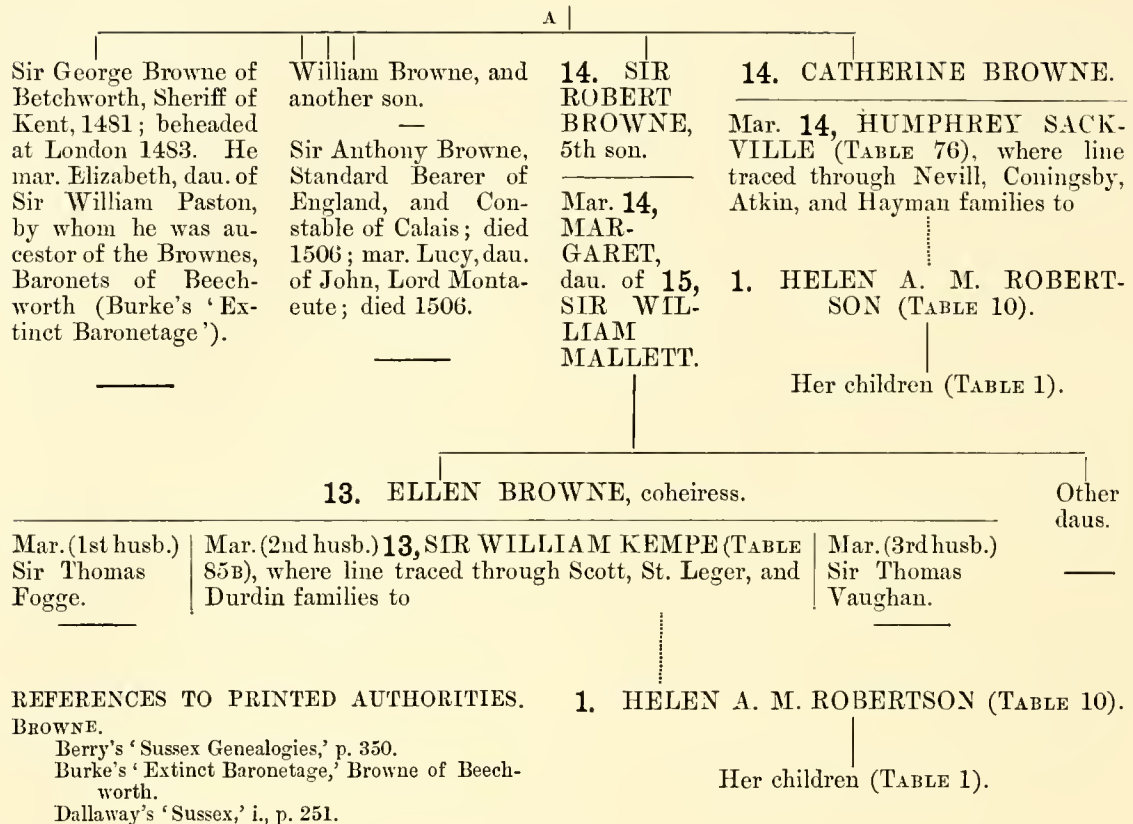 A
Sir George Browne of
Betchworth, Sheriff of
Kent, 1481; beheaded
at London 1483. He
mar. Elizabeth, dau. of
Sir William Paston,
by whom he was an-
cestor of the Brownes,
Baronets of Beech-
worth (Burke's ‘Ex-
tinct Baronetage’).
William Browne, and
another son.
Sir Anthony Browne,
Standard Bearer of
England, and Con-
stable of Calais; died
1506; mar. Lucy, dau.
of John, Lord Monta-
cute; died 1506.
14. SIR
ROBERT
BROWNE,
5th son.
Mar. 14,
MAR-
GARET,
dau. of 15,
SIR WIL-
LIAM
MALLETT.
14. CATHERINE BROWNE.
Mar. 14, HUMPHREY SACK-
VILLE (TABLE 76), where line
traced through Nevill, Coningsby,
Atkin, and Hayman families to
1. HELEN A. M. ROBERT-
SON (TABLE 10).
Her children (TABLE 1).
13. ELLEN BROWNE, coheiress.
Other
daus.
Mar. (1st husb.)
Sir Thomas
Fogge.
Mar. (2nd husb.) 13, SIR WILLIAM KEMPE (TABLE
85B), where line traced through Scott, St. Leger, and
Durdin families to
Mar. (3rd husb.)
Sir Thomas
Vaughan.
1. HELEN A. M. ROBERTSON (TABLE 10).
Her children (TABLE 1).
REFERENCES TO PRINTED AUTHORITIES.
BROWNE.
Berry's ‘Sussex Genealogies,’ p. 350.
Burke's ‘Extinct Baronetage,’ Browne of Beech-
worth.
Dallaway's ‘Sussex,’ i., p. 251.